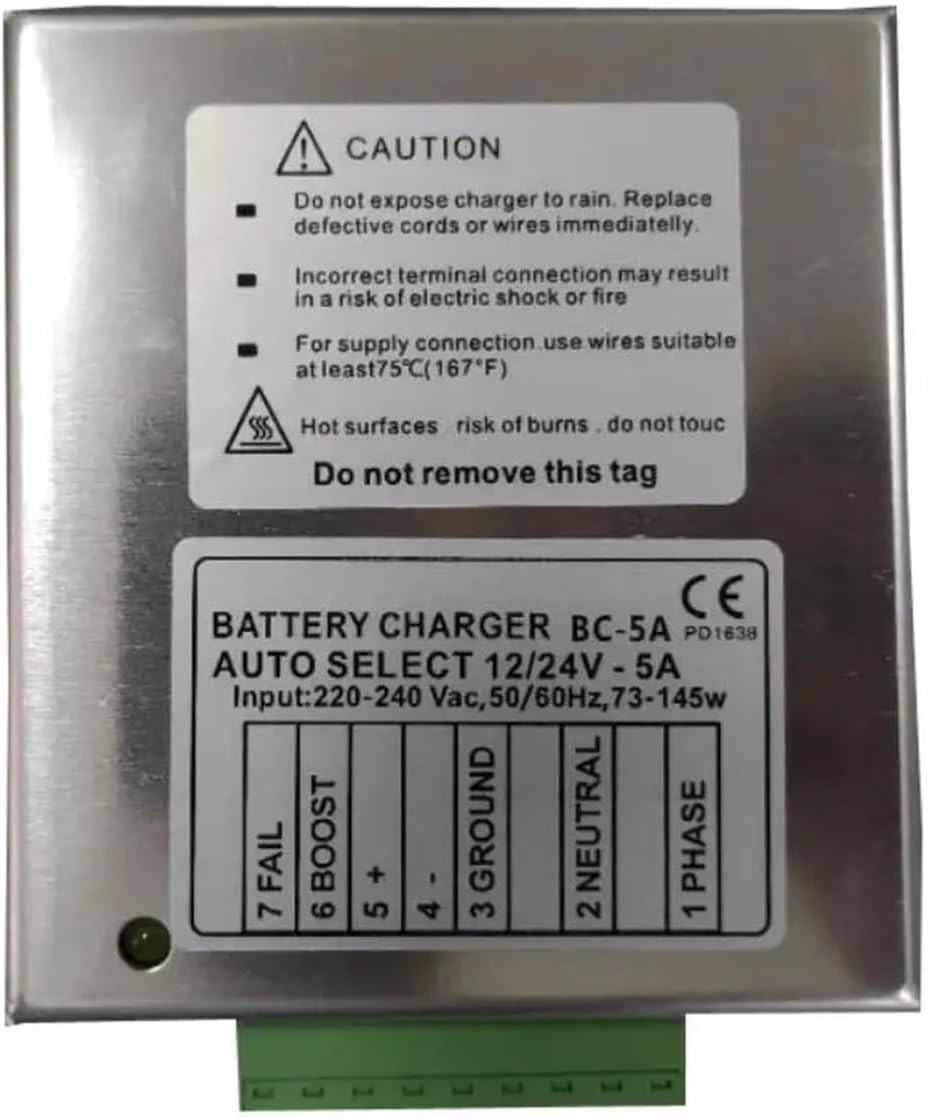 CAUTION
Do not expose charger to rain. Replace
defective cords or wires immediatelly.
Incorrect terminal connection may result
in a risk of electric shock or fire
For supply connection.use wires suitable
at least75℃(167°F)
Hot surfaces risk of burns . do not touc
Do not remove this tag
CE
BATTERY CHARGER BC-5A PD1638
AUTO SELECT 12/24V - 5A
Input:220-240 Vac,50/60Hz,73-145w
7 FAIL
6 BOOST
5 +
4 -
3 GROUND
2 NEUTRAL
1 PHASE